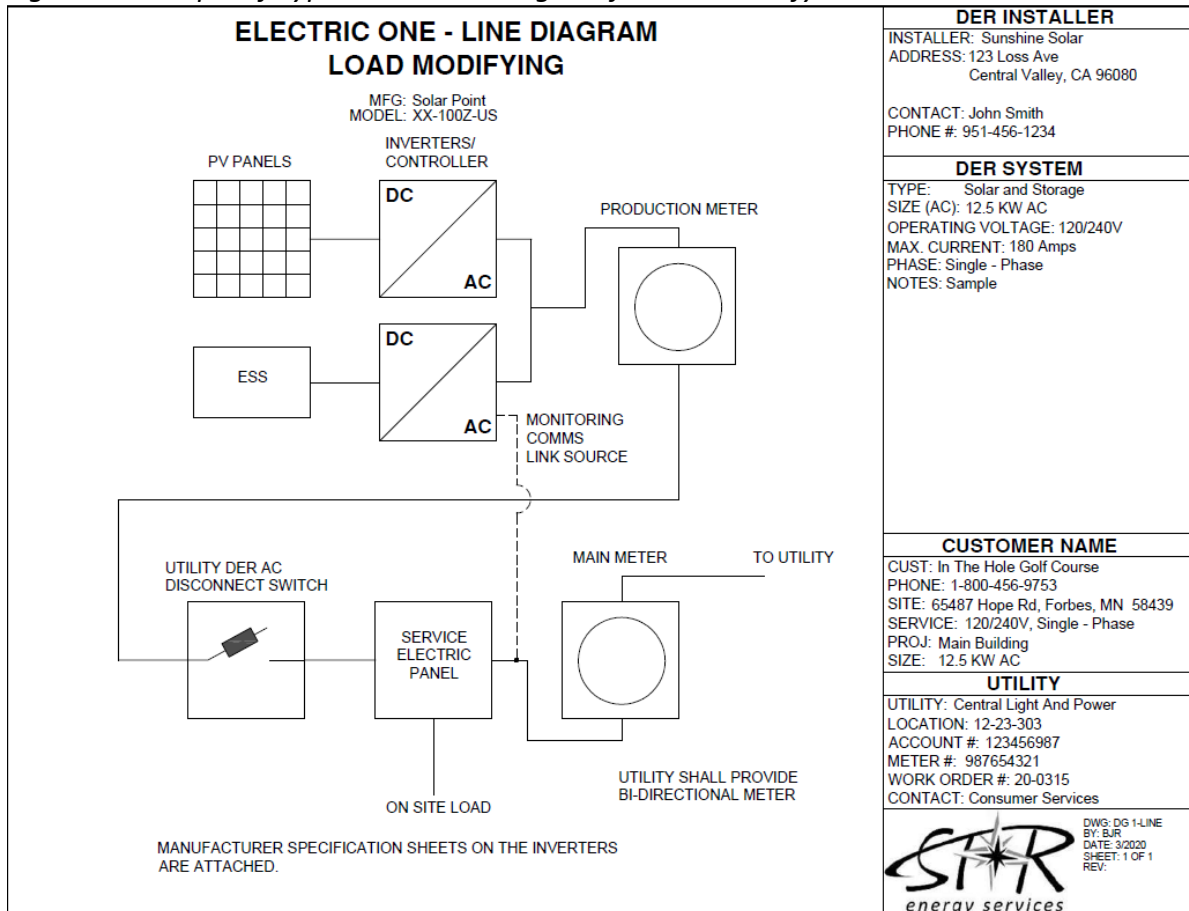 ELECTRIC ONE - LINE DIAGRAM
LOAD MODIFYING
MFG: Solar Point
MODEL: XX-100Z-US
PV PANELS
INVERTERS/
CONTROLLER
DC
AC
PRODUCTION METER
ESS
DC
AC
MONITORING
COMMS
LINK SOURCE
UTILITY DER AC
DISCONNECT SWITCH
SERVICE
ELECTRIC
PANEL
MAIN METER
TO UTILITY
ON SITE LOAD
UTILITY SHALL PROVIDE
BI-DIRECTIONAL METER
MANUFACTURER SPECIFICATION SHEETS ON THE INVERTERS
ARE ATTACHED.
DER INSTALLER
INSTALLER: Sunshine Solar
ADDRESS: 123 Loss Ave
Central Valley, CA 96080
CONTACT: John Smith
PHONE #: 951-456-1234
DER SYSTEM
TYPE: Solar and Storage
SIZE (AC): 12.5 KW AC
OPERATING VOLTAGE: 120/240V
MAX. CURRENT: 180 Amps
PHASE: Single - Phase
NOTES: Sample
CUSTOMER NAME
CUST: In The Hole Golf Course
PHONE: 1-800-456-9753
SITE: 65487 Hope Rd, Forbes, MN 58439
SERVICE: 120/240V, Single - Phase
PROJ: Main Building
SIZE: 12.5 KW AC
UTILITY
UTILITY: Central Light And Power
LOCATION: 12-23-303
ACCOUNT #: 123456987
METER #: 987654321
WORK ORDER #: 20-0315
CONTACT: Consumer Services
STAR
energy services
DWG: DG 1-LINE
BY: BJR
DATE: 3/2020
SHEET: 1 OF 1
REV: